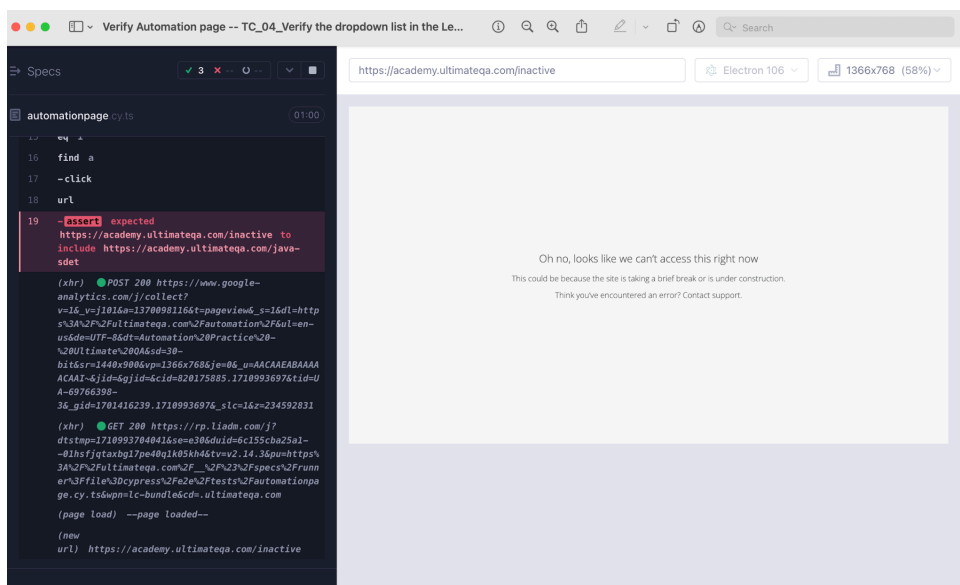 Verify Automation page -- TC_04_Verify the dropdown list in the Le...
Search
Specs
3 -- --
https://academy.ultimateqa.com/inactive
Electron 106
1366x768 (58%)
automationpage cy.ts
01:00
16 find a
17 -click
18 url
19 -assert expected
https://academy.ultimateqa.com/inactive to
include https://academy.ultimateqa.com/java-
sdet
(xhr) POST 200 https://www.google-
analytics.com/j/collect?
v=1&_v=j101&a=1370098116&t=pageview&_s=1&dl=http
s%3A%2F%2Fultimateqa.com%2Fautomation%2F&ul=en-
us&de=UTF-8&dt=Automation%20Practice%20-
%20Ultimate%20QA&sd=30-
bit&sr=1440x900&vp=1366x768&je=0&_u=AACAAEABAAAA
ACAAI~&jid=&gjid=&cid=820175885.1710993697&tid=U
A-69766398-
3&_gid=1701416239.1710993697&_slc=1&z=234592831
(xhr) GET 200 https://rp.liadm.com/j?
dtstmp=1710993704041&se=e30&duid=6c155cba25a1-
-01hsfjqtaxbg17pe40q1k05kh4&tv=v2.14.3&pu=https%
3A%2F%2Fultimateqa.com%2F__%2F%23%2Fspecs%2Frunn
er%3Ffile%3Dcypress%2Fe2e%2Ftests%2Fautomationpa
ge.cy.ts&wpn=lc-bundle&cd=.ultimateqa.com
(page load) --page loaded--
(new
url) https://academy.ultimateqa.com/inactive
Oh no, looks like we can't access this right now
This could be because the site is taking a brief break or is under construction.
Think you've encountered an error? Contact support.